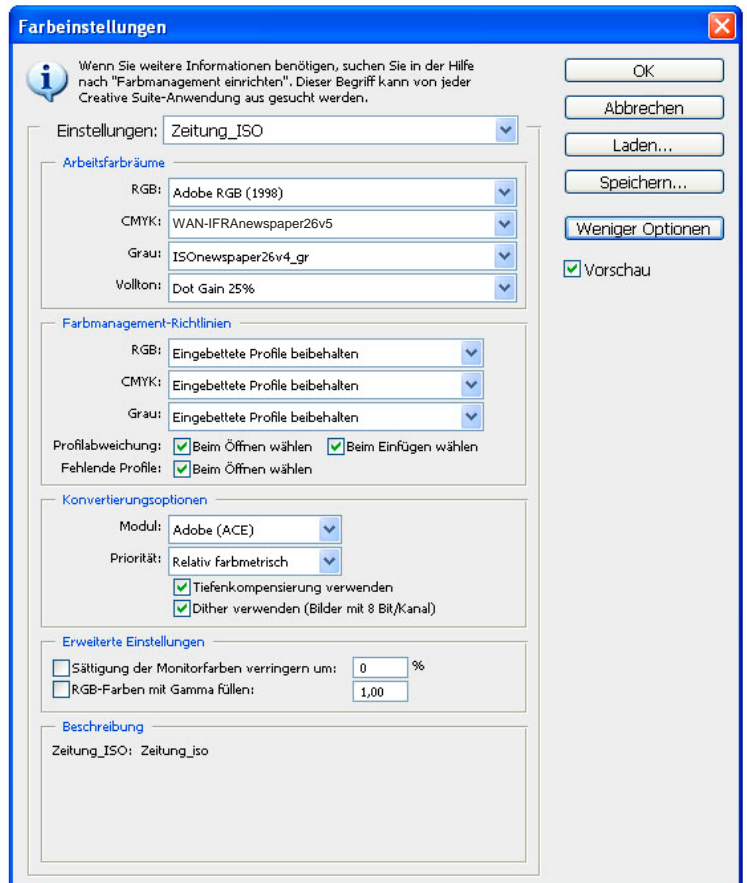 Farbeinstellungen
Wenn Sie weitere Informationen benötigen, suchen Sie in der Hilfe
nach "Farbmanagement einrichten". Dieser Begriff kann von jeder
Creative Suite-Anwendung aus gesucht werden.
OK
Abbrechen
Laden...
Speichern...
Weniger Optionen
Vorschau
Einstellungen: Zeitung_ISO
Arbeitsfarbräume
RGB: Adobe RGB (1998)
CMYK: WAN-IFRAnewspaper26v5
Grau: ISOnewspaper26v4_gr
Vollton: Dot Gain 25%
Farbmanagement-Richtlinien
RGB: Eingebettete Profile beibehalten
CMYK: Eingebettete Profile beibehalten
Grau: Eingebettete Profile beibehalten
Profilabweichung: Beim Öffnen wählen Beim Einfügen wählen
Fehlende Profile: Beim Öffnen wählen
Konvertierungsoptionen
Modul: Adobe (ACE)
Priorität: Relativ farbmetrisch
Tiefenkompensierung verwenden
Dither verwenden (Bilder mit 8 Bit/Kanal)
Erweiterte Einstellungen
Sättigung der Monitorfarben verringern um: 0 %
RGB-Farben mit Gamma füllen: 1,00
Beschreibung
Zeitung_ISO: Zeitung_iso